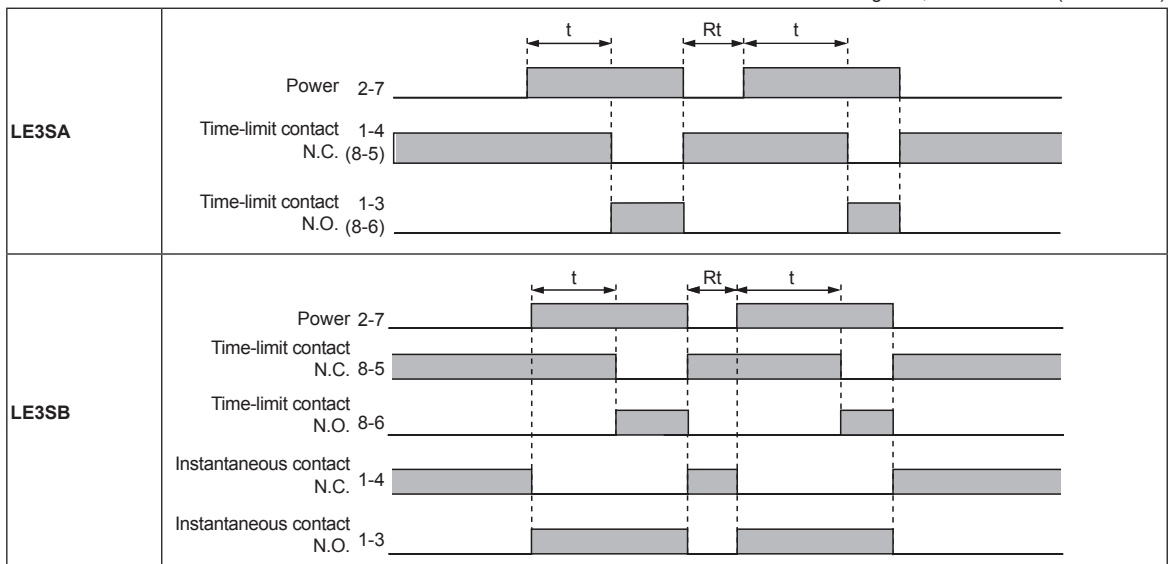 LE3SA
t Rt t
Power 2-7
Time-limit contact 1-4
N.C. (8-5)
Time-limit contact 1-3
N.O. (8-6)
LE3SB
t Rt t
Power 2-7
Time-limit contact
N.C. 8-5
Time-limit contact
N.O. 8-6
Instantaneous contact
N.C. 1-4
Instantaneous contact
N.O. 1-3